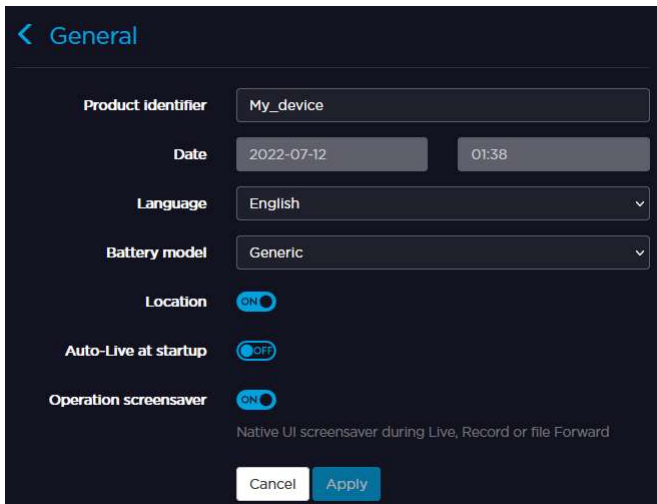 General
Product identifier My_device
Date 2022-07-12 01:38
Language English
Battery model Generic
Location ON
Auto-Live at startup OFF
Operation screensaver ON
Native UI screensaver during Live, Record or file Forward
Cancel Apply